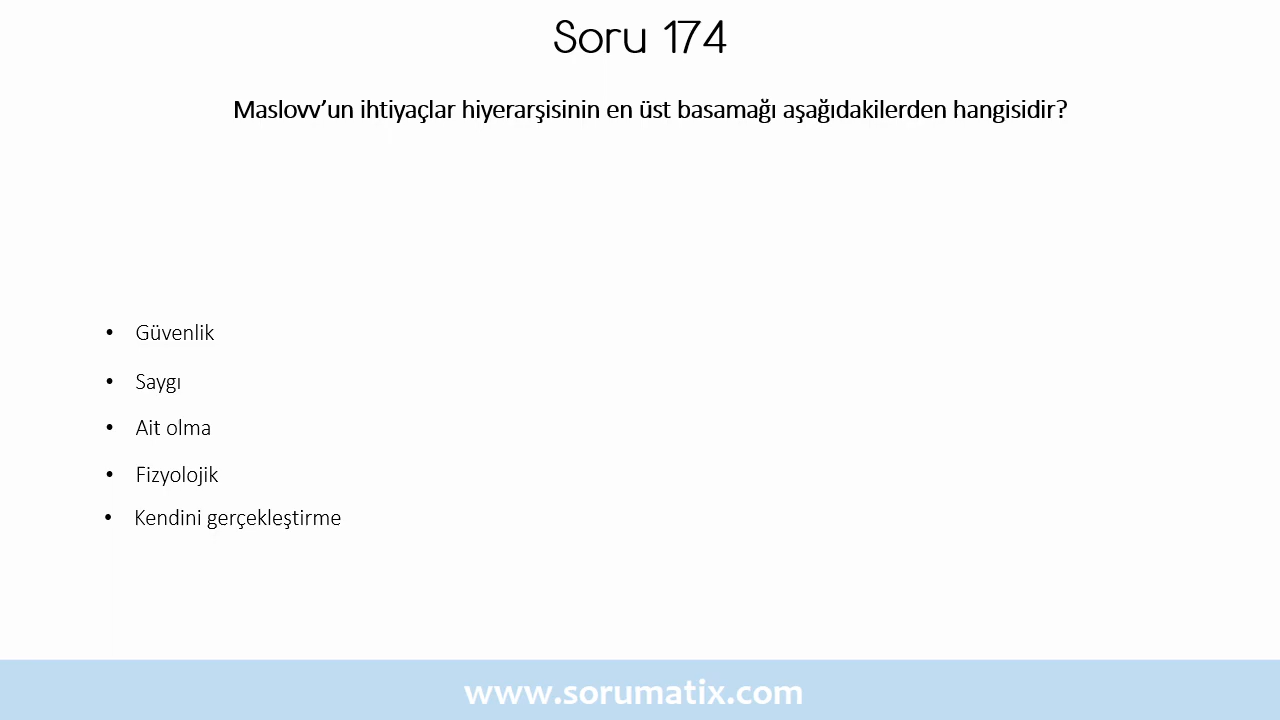 Soru 174
Maslovv’un ihtiyaçlar hiyerarşisinin en üst basamağı aşağıdakilerden hangisidir?
• Güvenlik
• Saygı
• Ait olma
• Fizyolojik
• Kendini gerçekleştirme
www.sorumatix.com